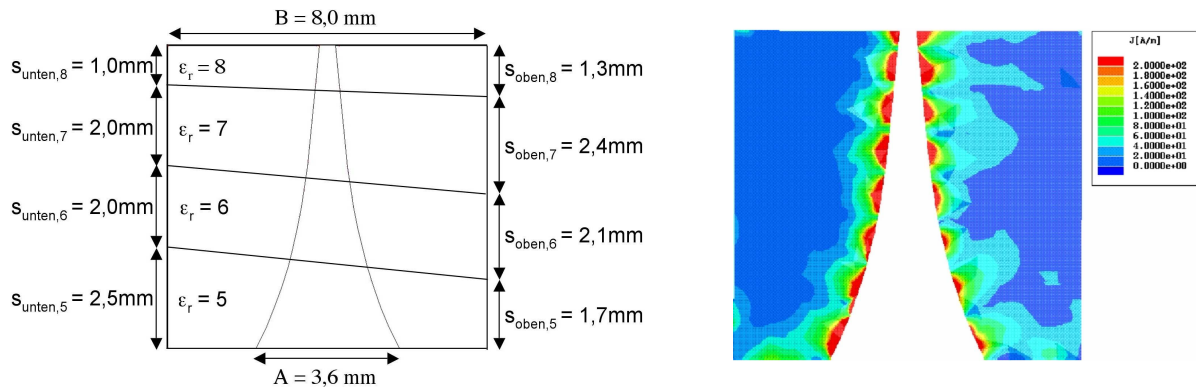 B = 8,0 mm
s_unten,8 = 1,0mm
ε_r = 8
s_oben,8 = 1,3mm
s_unten,7 = 2,0mm
ε_r = 7
s_oben,7 = 2,4mm
s_unten,6 = 2,0mm
ε_r = 6
s_oben,6 = 2,1mm
s_unten,5 = 2,5mm
ε_r = 5
s_oben,5 = 1,7mm
A = 3,6 mm
J[A/m]
2.0000e+02
1.8000e+02
1.6000e+02
1.4000e+02
1.2000e+02
1.0000e+02
8.0000e+01
6.0000e+01
4.0000e+01
2.0000e+01
0.0000e+00